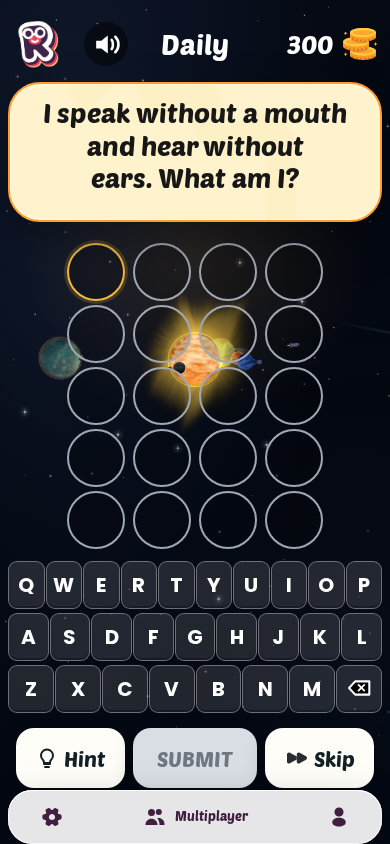 R
Daily
300
I speak without a mouth
and hear without
ears. What am I?
Q W E R T Y U I O P
A S D F G H J K L
Z X C V B N M
Hint
SUBMIT
Skip
Multiplayer